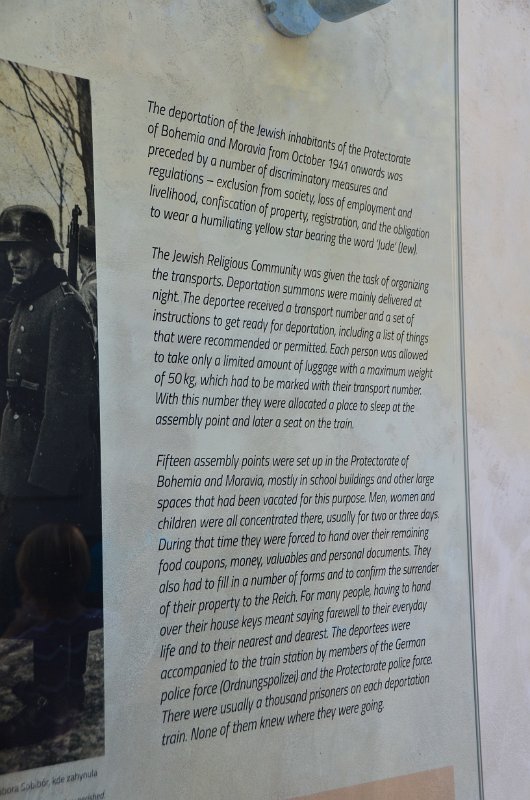 The deportation of the Jewish inhabitants of the Protectorate
of Bohemia and Moravia from October 1941 onwards was
preceded by a number of discriminatory measures and
regulations – exclusion from society, loss of employment and
livelihood, confiscation of property, registration, and the obligation
to wear a humiliating yellow star bearing the word 'Jude' (Jew).
The Jewish Religious Community was given the task of organizing
the transports. Deportation summons were mainly delivered at
night. The deportee received a transport number and a set of
instructions to get ready for deportation, including a list of things
that were recommended or permitted. Each person was allowed
to take only a limited amount of luggage with a maximum weight
of 50 kg, which had to be marked with their transport number.
With this number they were allocated a place to sleep at the
assembly point and later a seat on the train.
Fifteen assembly points were set up in the Protectorate of
Bohemia and Moravia, mostly in school buildings and other large
spaces that had been vacated for this purpose. Men, women and
children were all concentrated there, usually for two or three days.
During that time they were forced to hand over their remaining
food coupons, money, valuables and personal documents. They
also had to fill in a number of forms and to confirm the surrender
of their property to the Reich. For many people, having to hand
over their house keys meant saying farewell to their everyday
life and to their nearest and dearest. The deportees were
accompanied to the train station by members of the German
police force (Ordnungspolizei) and the Protectorate police force.
There were usually a thousand prisoners on each deportation
train. None of them knew where they were going.
Sobibór, kde zahynula
perished.